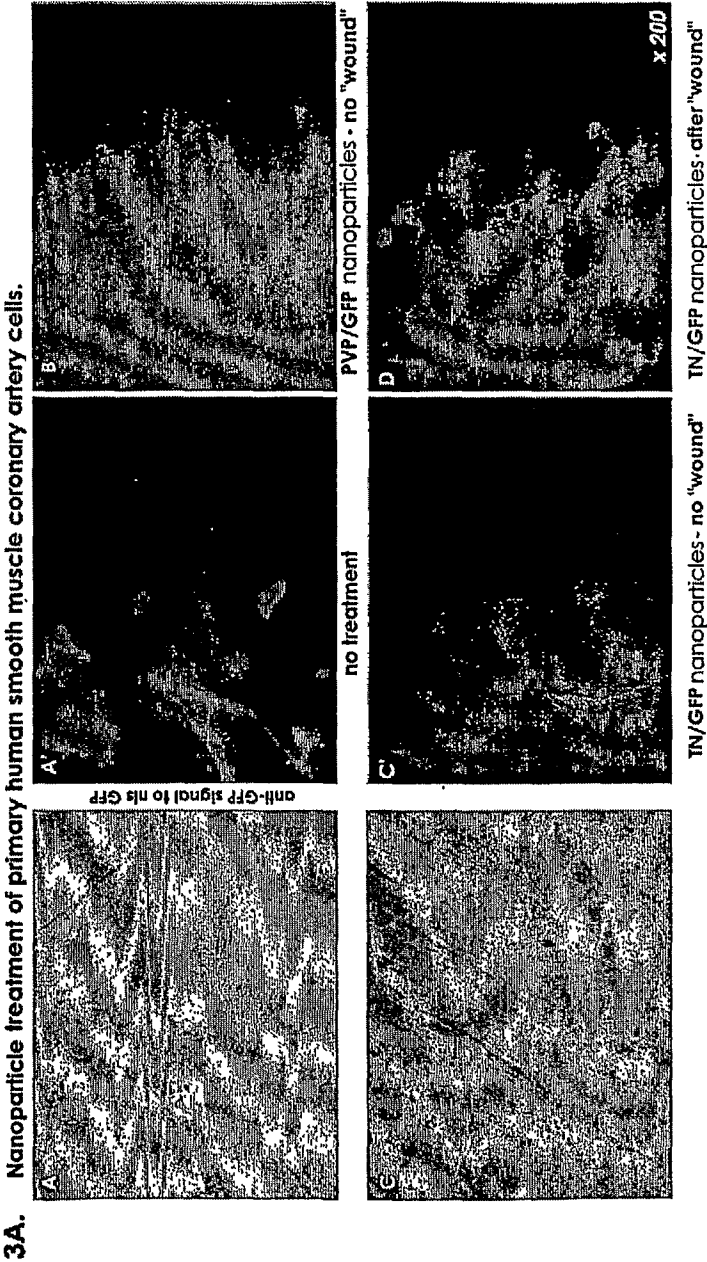 3A. Nanoparticle treatment of primary human smooth muscle coronary artery cells.
A
anti-GFP signal to nls GFP
A'
B
no treatment
PVP/GFP nanoparticles - no "wound"
C
C'
D
x 200
TN/GFP nanoparticles - no "wound"
TN/GFP nanoparticles - after "wound"